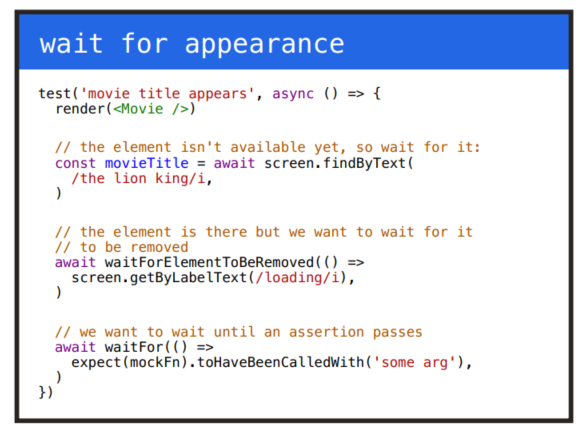 wait for appearance
test('movie title appears', async () => {
  render(<Movie />)
  // the element isn't available yet, so wait for it:
  const movieTitle = await screen.findByText(
    /the lion king/i,
  )
  // the element is there but we want to wait for it
  // to be removed
  await waitForElementToBeRemoved(() =>
    screen.getByLabelText(/loading/i),
  )
  // we want to wait until an assertion passes
  await waitFor(() =>
    expect(mockFn).toHaveBeenCalledWith('some arg'),
  )
})